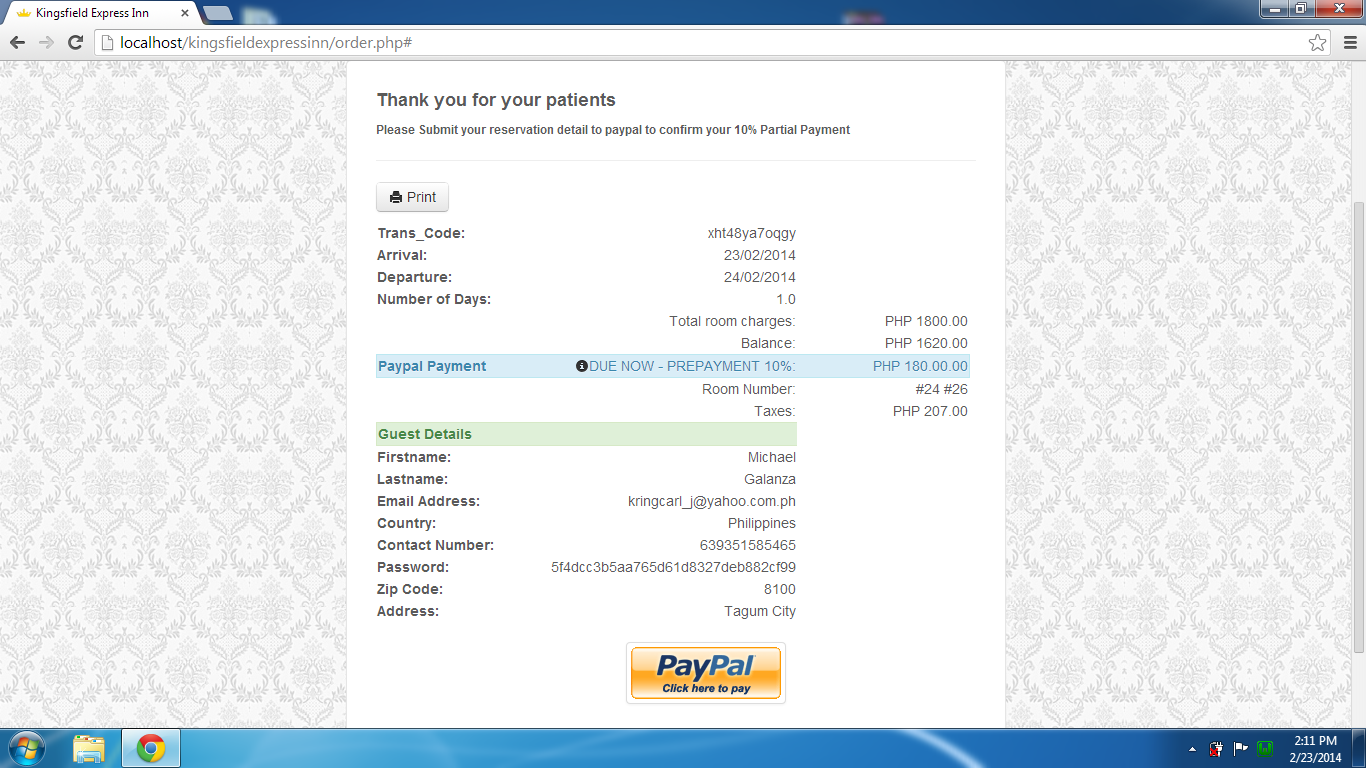 Kingsfield Express Inn
localhost/kingsfieldexpressinn/order.php#
Thank you for your patients
Please Submit your reservation detail to paypal to confirm your 10% Partial Payment
Print
Trans_Code: xht48ya7oqgy
Arrival: 23/02/2014
Departure: 24/02/2014
Number of Days: 1.0
Total room charges: PHP 1800.00
Balance: PHP 1620.00
Paypal Payment DUE NOW - PREPAYMENT 10%: PHP 180.00.00
Room Number: #24 #26
Taxes: PHP 207.00
Guest Details
Firstname: Michael
Lastname: Galanza
Email Address: kringcarl_j@yahoo.com.ph
Country: Philippines
Contact Number: 639351585465
Password: 5f4dcc3b5aa765d61d8327deb882cf99
Zip Code: 8100
Address: Tagum City
PayPal
Click here to pay
2:11 PM
2/23/2014